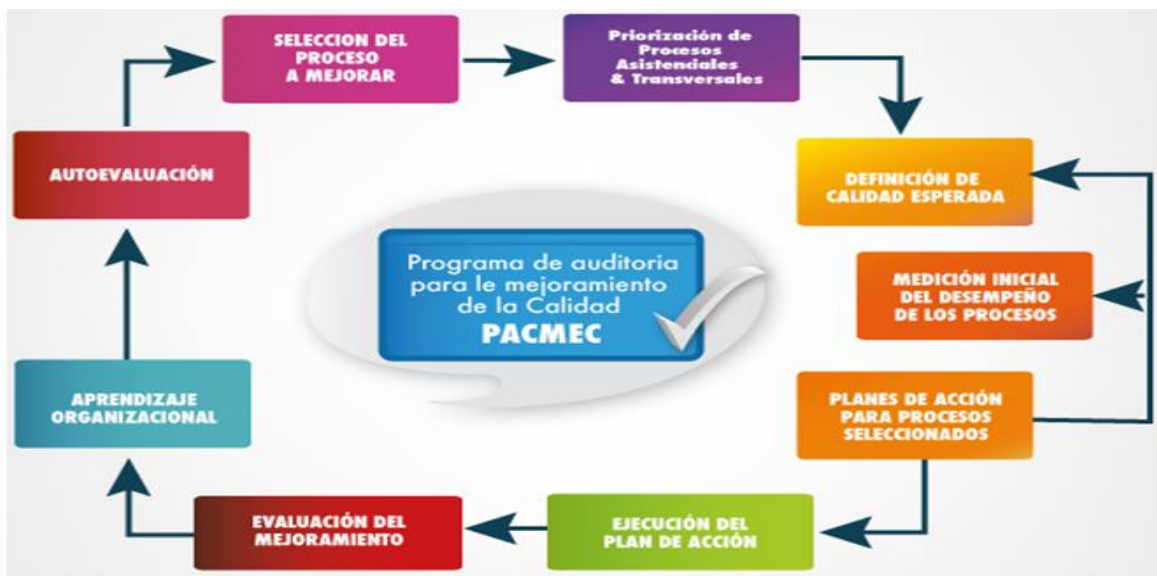 SELECCION DEL
PROCESO
A MEJORAR
Priorización de
Procesos
Asistenciales
& Transversales
AUTOEVALUACIÓN
DEFINICIÓN DE
CALIDAD ESPERADA
Programa de auditoria
para le mejoramiento
de la Calidad
PACMEC
MEDICIÓN INICIAL
DEL DESEMPEÑO
DE LOS PROCESOS
APRENDIZAJE
ORGANIZACIONAL
PLANES DE ACCIÓN
PARA PROCESOS
SELECCIONADOS
EVALUACIÓN DEL
MEJORAMIENTO
EJECUCIÓN DEL
PLAN DE ACCIÓN